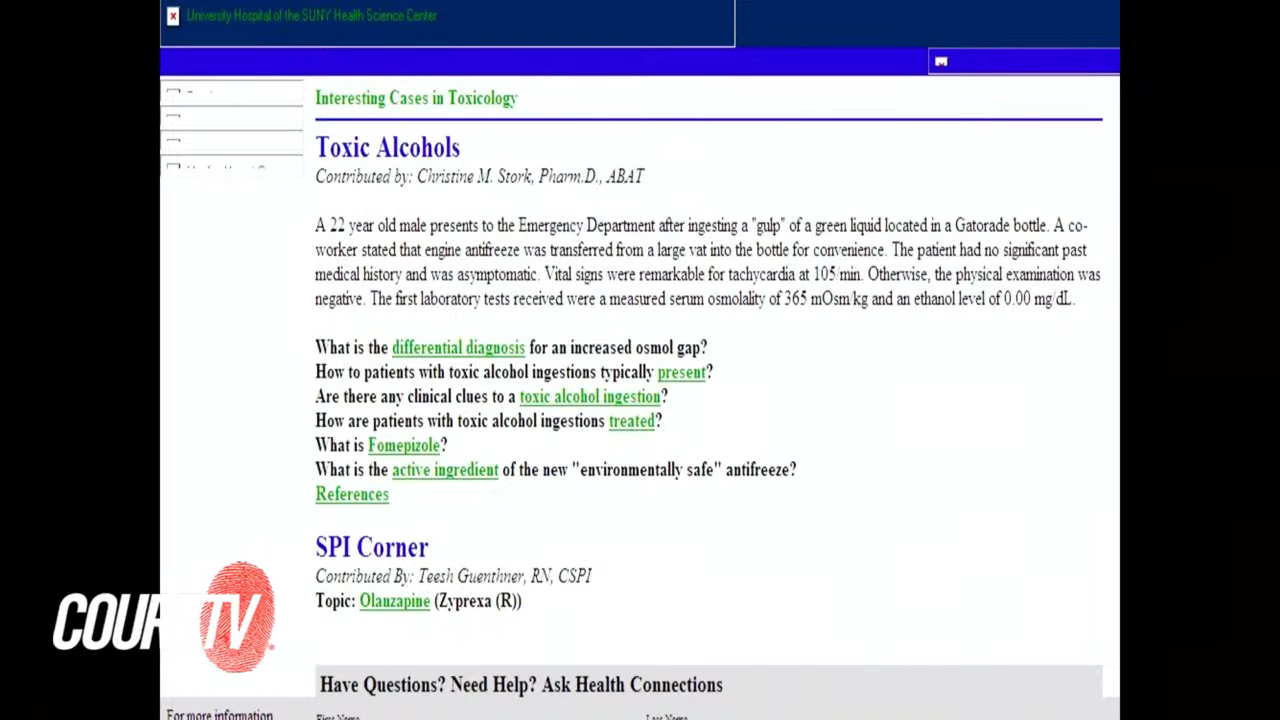 University Hospital of the SUNY Health Science Center
Interesting Cases in Toxicology
Toxic Alcohols
Contributed by: Christine M. Stork, Pharm.D., ABAT
A 22 year old male presents to the Emergency Department after ingesting a "gulp" of a green liquid located in a Gatorade bottle. A co-
worker stated that engine antifreeze was transferred from a large vat into the bottle for convenience. The patient had no significant past
medical history and was asymptomatic. Vital signs were remarkable for tachycardia at 105/min. Otherwise, the physical examination was
negative. The first laboratory tests received were a measured serum osmolality of 365 mOsm/kg and an ethanol level of 0.00 mg/dL.
What is the differential diagnosis for an increased osmol gap?
How to patients with toxic alcohol ingestions typically present?
Are there any clinical clues to a toxic alcohol ingestion?
How are patients with toxic alcohol ingestions treated?
What is Fomepizole?
What is the active ingredient of the new "environmentally safe" antifreeze?
References
SPI Corner
Contributed By: Teesh Guenthner, RN, CSPI
Topic: Olanzapine (Zyprexa (R))
COURT TV
Have Questions? Need Help? Ask Health Connections
For more information
First Name
Last Name